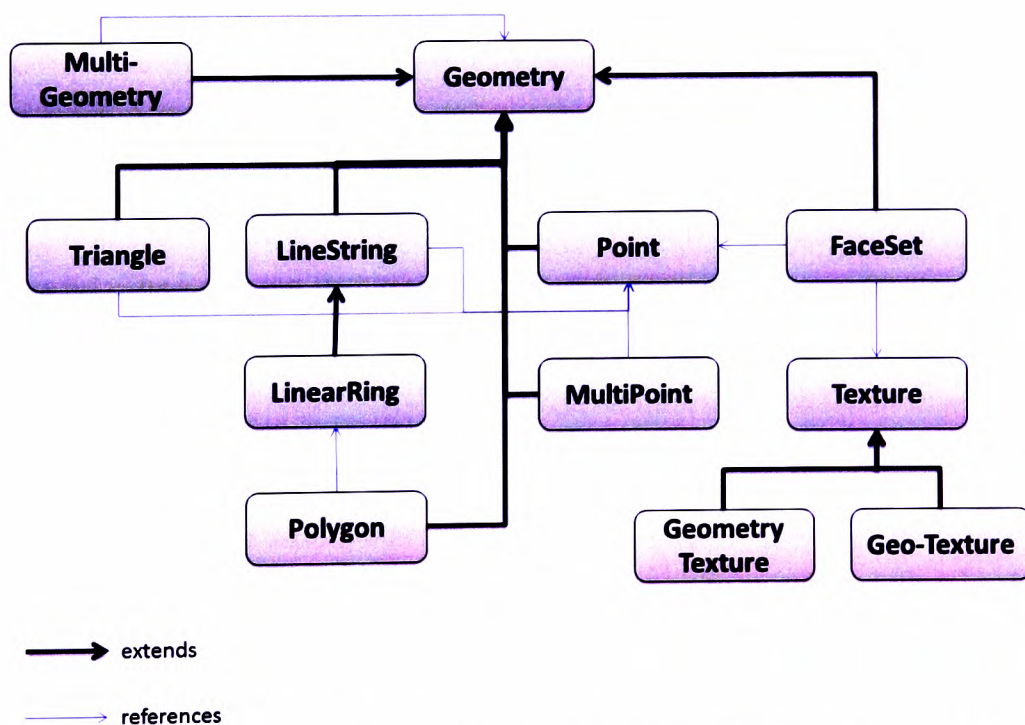 Multi-
Geometry
Geometry
Triangle
LineString
Point
FaceSet
LinearRing
MultiPoint
Texture
Polygon
Geometry
Texture
Geo-Texture
extends
references